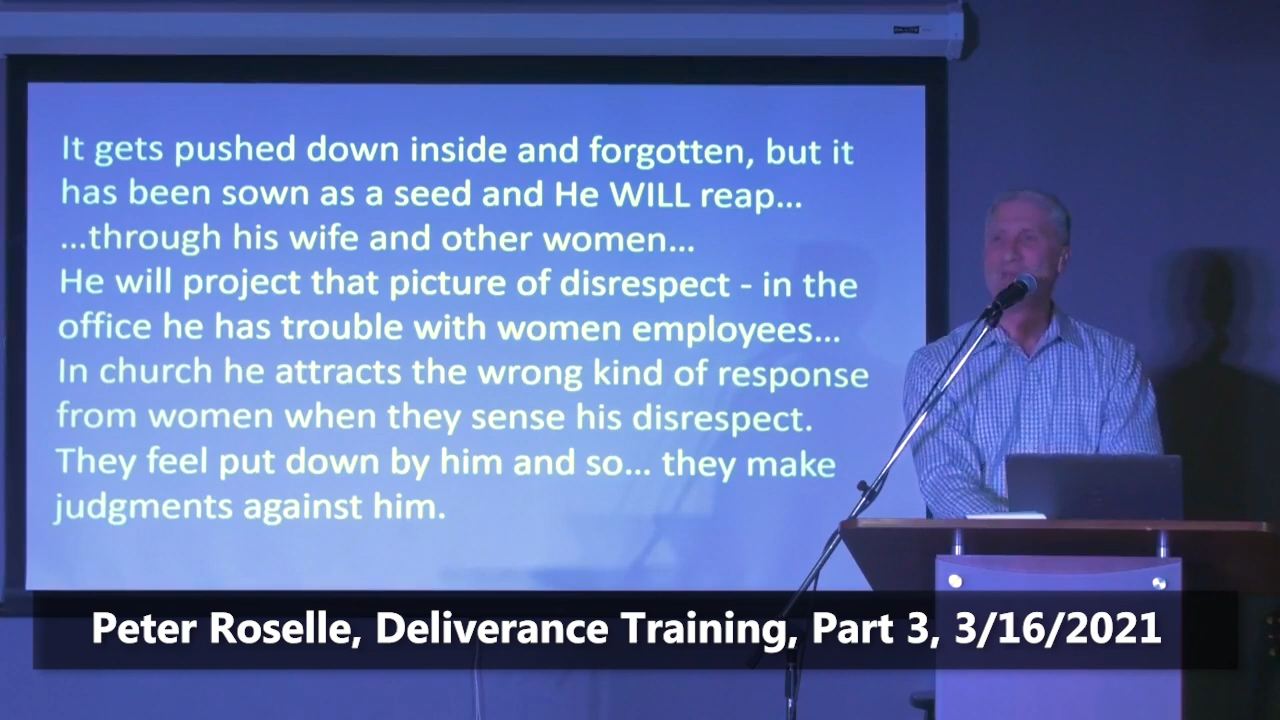 It gets pushed down inside and forgotten, but it
has been sown as a seed and He WILL reap...
...through his wife and other women...
He will project that picture of disrespect - in the
office he has trouble with women employees...
In church he attracts the wrong kind of response
from women when they sense his disrespect.
They feel put down by him and so... they make
judgments against him.
Peter Roselle, Deliverance Training, Part 3, 3/16/2021